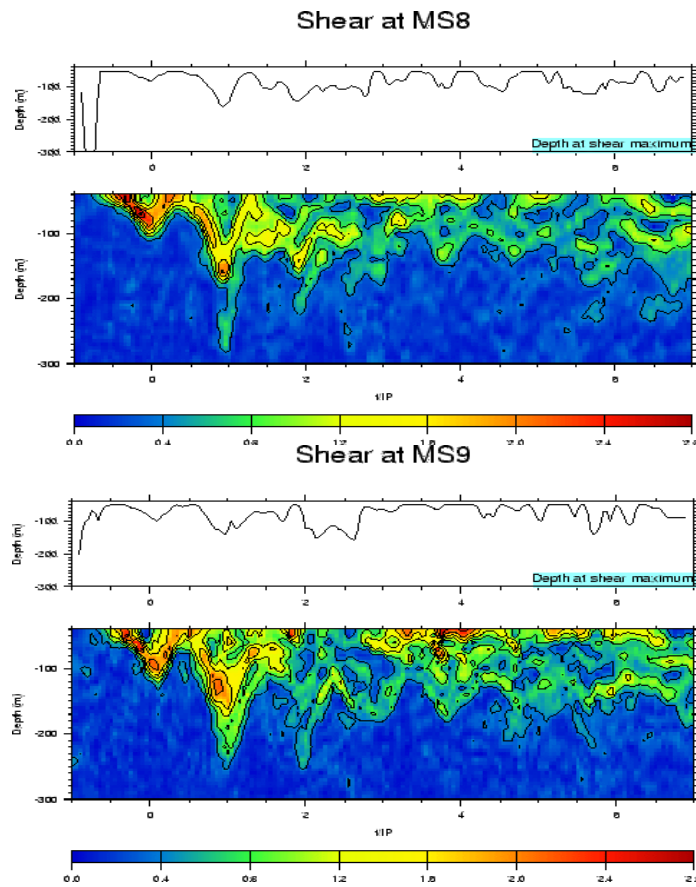 Shear at MS8
Depth (m)
-100.
-200.
-300.
Depth at shear maximum
0 2 4 6
Depth (m)
-100.
-200.
-300.
0 2 4 6
t/IP
0.0 0.4 0.8 1.2 1.6 2.0 2.4 2.8
Shear at MS9
Depth (m)
-100.
-200.
-300.
Depth at shear maximum
0 2 4 6
Depth (m)
-100.
-200.
-300.
0 2 4 6
t/IP
0.0 0.4 0.8 1.2 1.6 2.0 2.4 2.8